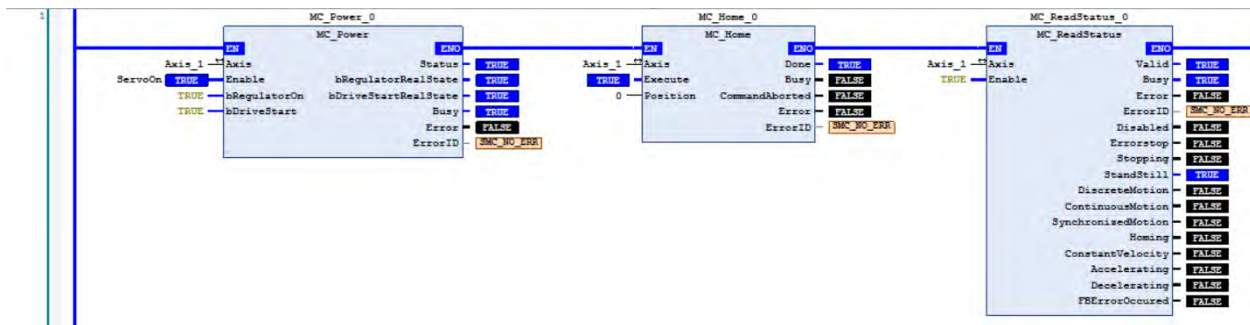 1
MC_Power_0 MC_Home_0 MC_ReadStatus_0
MC_Power MC_Home MC_ReadStatus
EN ENO EN ENO EN ENO
Axis_1 Axis Status TRUE Axis_1 Axis Done TRUE Axis_1 Axis Valid TRUE
ServoOn TRUE Enable bRegulatorRealState TRUE TRUE Execute Busy FALSE TRUE Enable Busy TRUE
TRUE bRegulatorOn bDriveStartRealState TRUE 0 Position CommandAborted FALSE Error FALSE
TRUE bDriveStart Busy TRUE Error FALSE ErrorID SMC_NO_ERR
Error FALSE ErrorID SMC_NO_ERR Disabled FALSE
ErrorID SMC_NO_ERR Errorstop FALSE
Stopping FALSE
StandStill TRUE
DiscreteMotion FALSE
ContinuousMotion FALSE
SynchronizedMotion FALSE
Homing FALSE
ConstantVelocity FALSE
Accelerating FALSE
Decelerating FALSE
FBErrorOccured FALSE